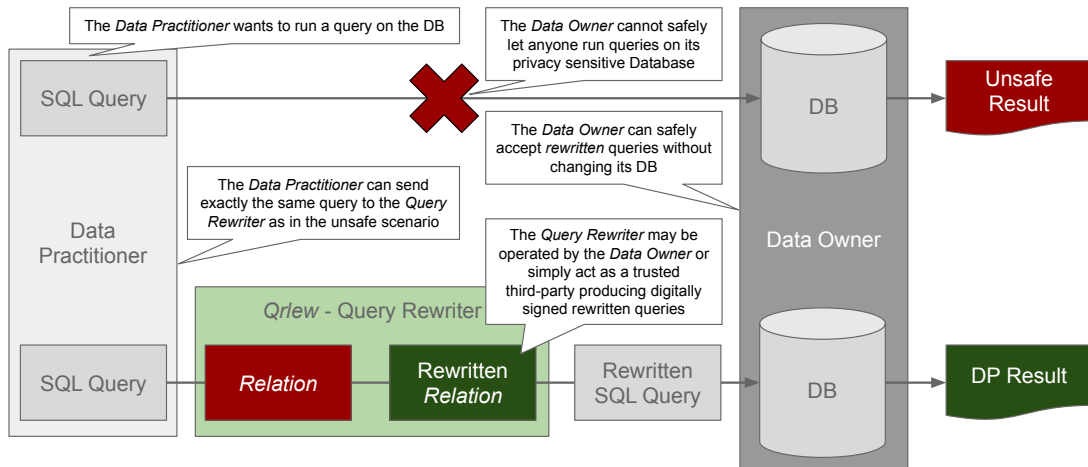 The Data Practitioner wants to run a query on the DB
The Data Owner cannot safely
let anyone run queries on its
privacy sensitive Database
SQL Query
DB
Unsafe
Result
The Data Owner can safely
accept rewritten queries without
changing its DB
The Data Practitioner can send
exactly the same query to the Query
Rewriter as in the unsafe scenario
Data
Practitioner
Data Owner
The Query Rewriter may be
operated by the Data Owner or
simply act as a trusted
third-party producing digitally
signed rewritten queries
Qrlew - Query Rewriter
SQL Query
Relation
Rewritten
Relation
Rewritten
SQL Query
DB
DP Result